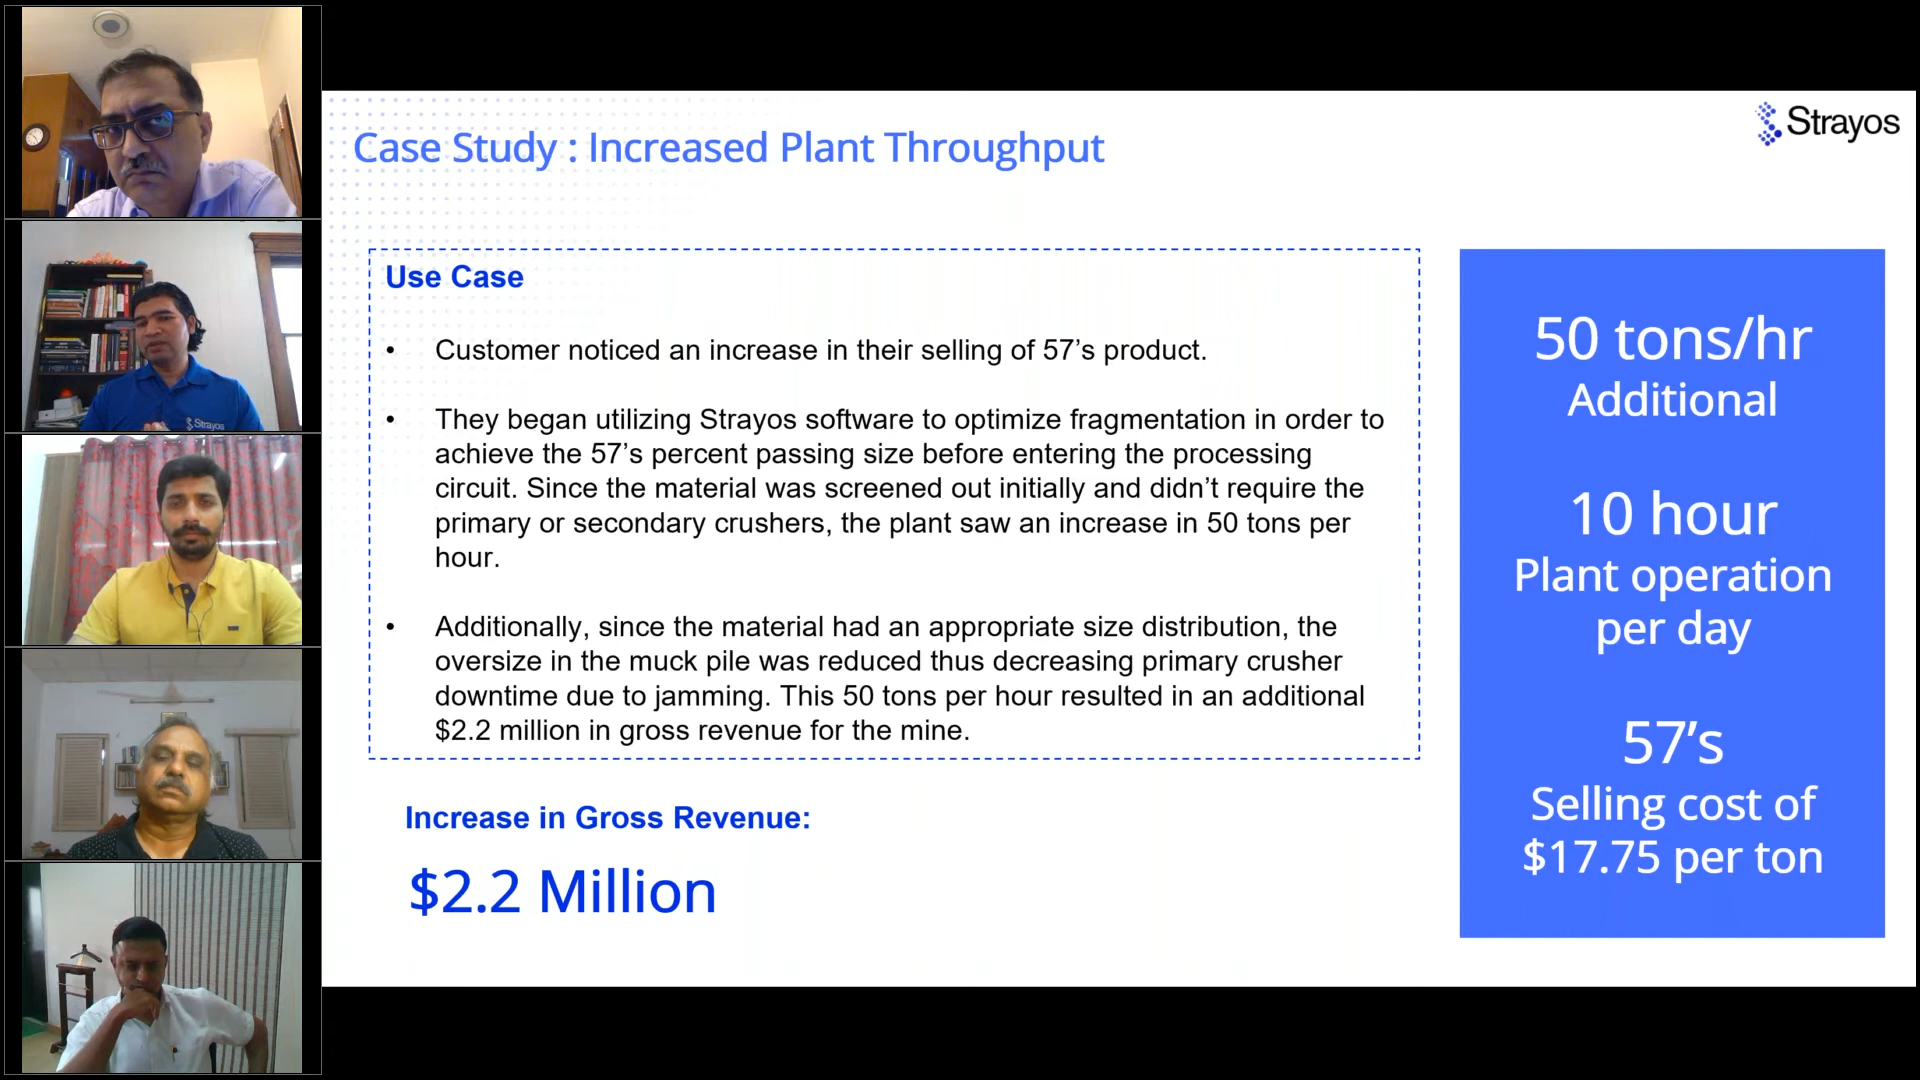 Case Study : Increased Plant Throughput
Strayos
Use Case
• Customer noticed an increase in their selling of 57’s product.
• They began utilizing Strayos software to optimize fragmentation in order to
achieve the 57’s percent passing size before entering the processing
circuit. Since the material was screened out initially and didn’t require the
primary or secondary crushers, the plant saw an increase in 50 tons per
hour.
• Additionally, since the material had an appropriate size distribution, the
oversize in the muck pile was reduced thus decreasing primary crusher
downtime due to jamming. This 50 tons per hour resulted in an additional
$2.2 million in gross revenue for the mine.
Increase in Gross Revenue:
$2.2 Million
50 tons/hr
Additional
10 hour
Plant operation
per day
57’s
Selling cost of
$17.75 per ton
Strayos